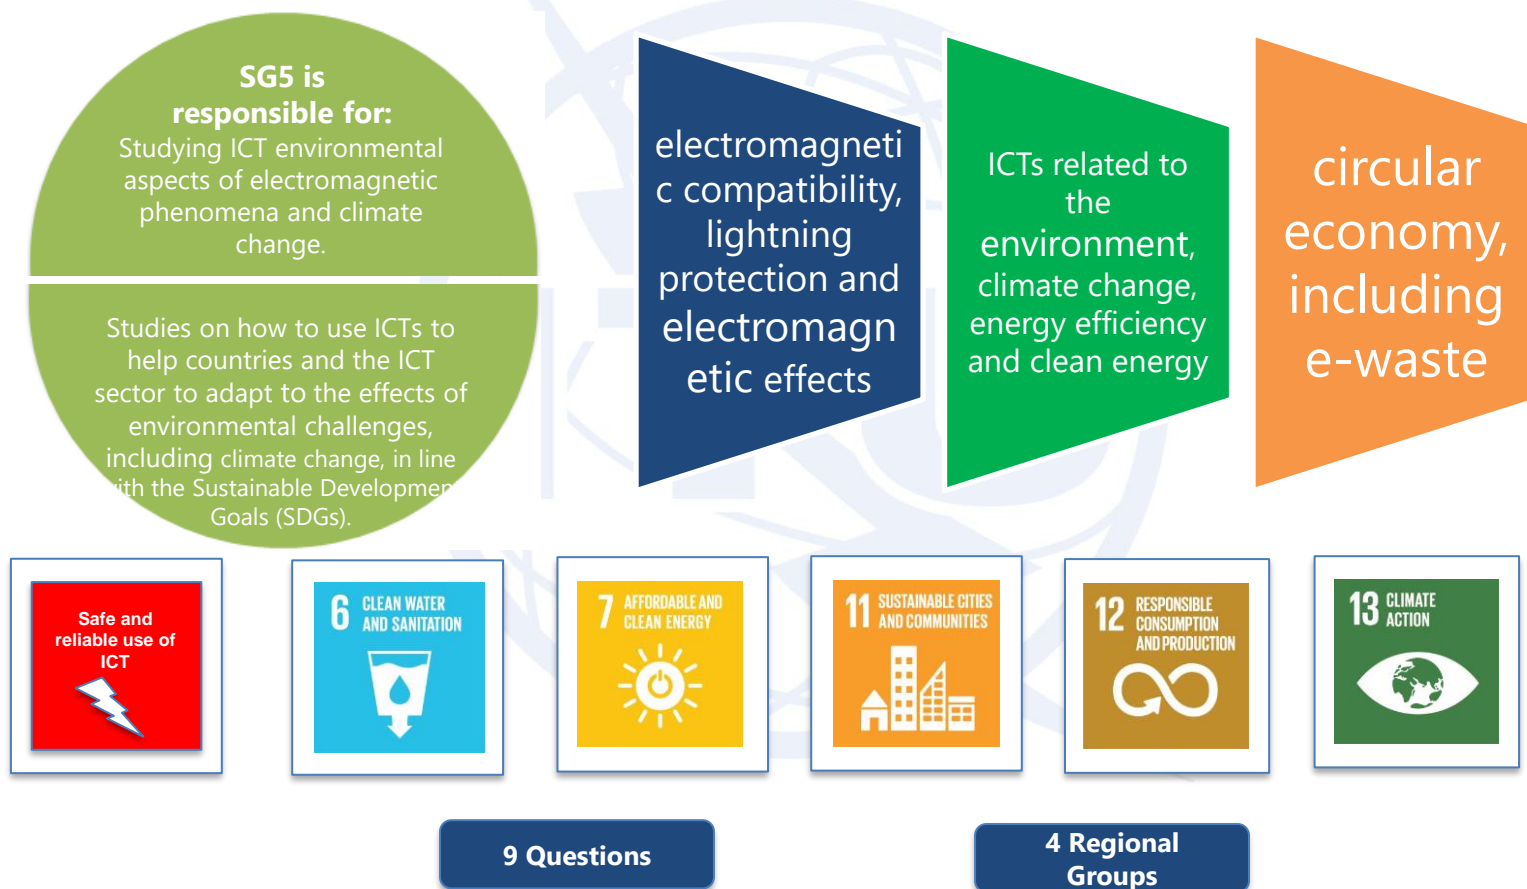 SG5 is
responsible for:
Studying ICT environmental
aspects of electromagnetic
phenomena and climate
change.
Studies on how to use ICTs to
help countries and the ICT
sector to adapt to the effects of
environmental challenges,
including climate change, in line
with the Sustainable Development
Goals (SDGs).
electromagneti
c compatibility,
lightning
protection and
electromagn
etic effects
ICTs related to
the
environment,
climate change,
energy efficiency
and clean energy
circular
economy,
including
e-waste
Safe and
reliable use of
ICT
6 CLEAN WATER
AND SANITATION
7 AFFORDABLE AND
CLEAN ENERGY
11 SUSTAINABLE CITIES
AND COMMUNITIES
12 RESPONSIBLE
CONSUMPTION
AND PRODUCTION
13 CLIMATE
ACTION
9 Questions
4 Regional
Groups